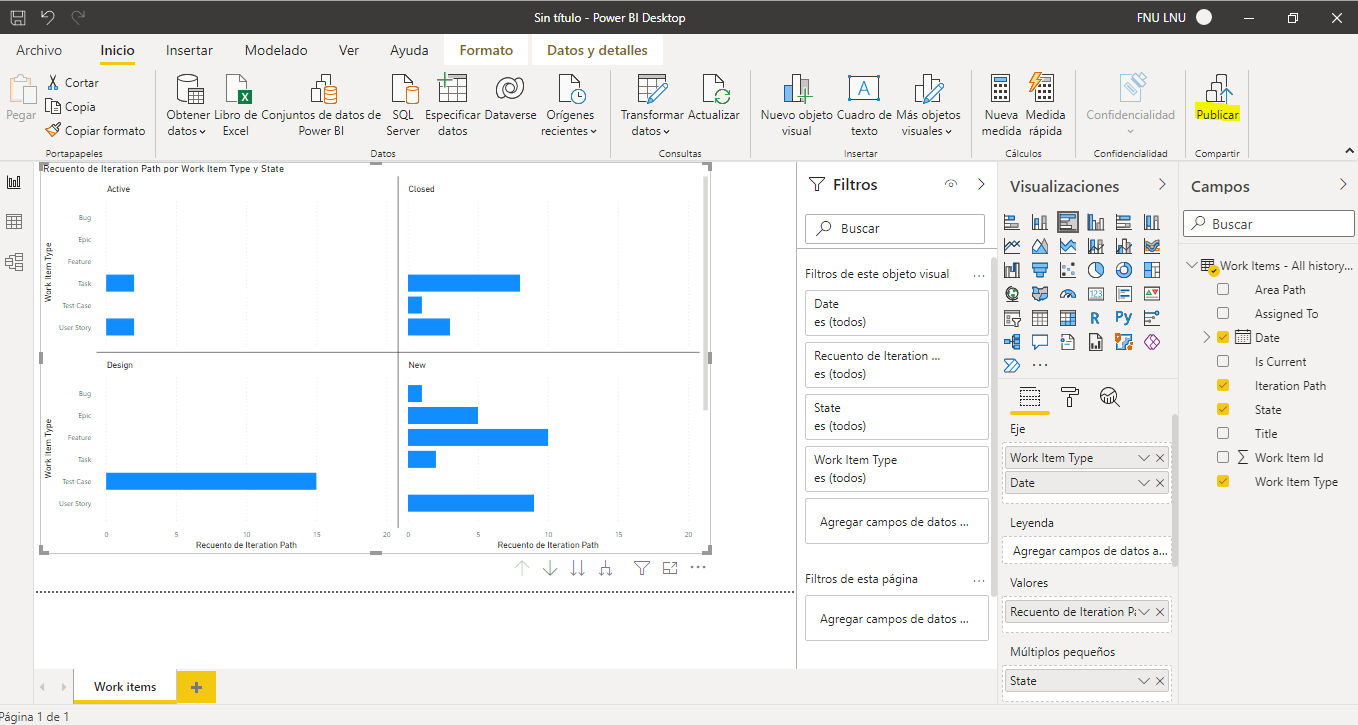 Sin título - Power BI Desktop
FNU LNU
Archivo
Inicio
Insertar
Modelado
Ver
Ayuda
Formato
Datos y detalles
Pegar
Cortar
Copia
Copiar formato
Portapapeles
Obtener datos
Libro de Excel
Conjuntos de datos de Power BI
SQL Server
Especificar datos
Dataverse
Orígenes recientes
Datos
Transformar datos
Actualizar
Consultas
Nuevo objeto visual
Cuadro de texto
Más objetos visuales
Insertar
Nueva medida
Medida rápida
Cálculos
Confidencialidad
Confidencialidad
Publicar
Compartir
Recuento de Iteration Path por Work Item Type y State
Active
Closed
Work Item Type
Bug
Epic
Feature
Task
Test Case
User Story
Design
New
Work Item Type
Bug
Epic
Feature
Task
Test Case
User Story
0 5 10 15 20
0 5 10 15 20
Recuento de Iteration Path
Recuento de Iteration Path
Work items
Página 1 de 1
Filtros
Buscar
Filtros de este objeto visual
Date
es (todos)
Recuento de Iteration ...
es (todos)
State
es (todos)
Work Item Type
es (todos)
Agregar campos de datos ...
Filtros de esta página
Agregar campos de datos ...
Visualizaciones
123
R
Py
Eje
Work Item Type
Date
Leyenda
Agregar campos de datos a...
Valores
Recuento de Iteration Pa
Múltiplos pequeños
State
Campos
Buscar
Work Items - All history...
Area Path
Assigned To
Date
Is Current
Iteration Path
State
Title
Work Item Id
Work Item Type